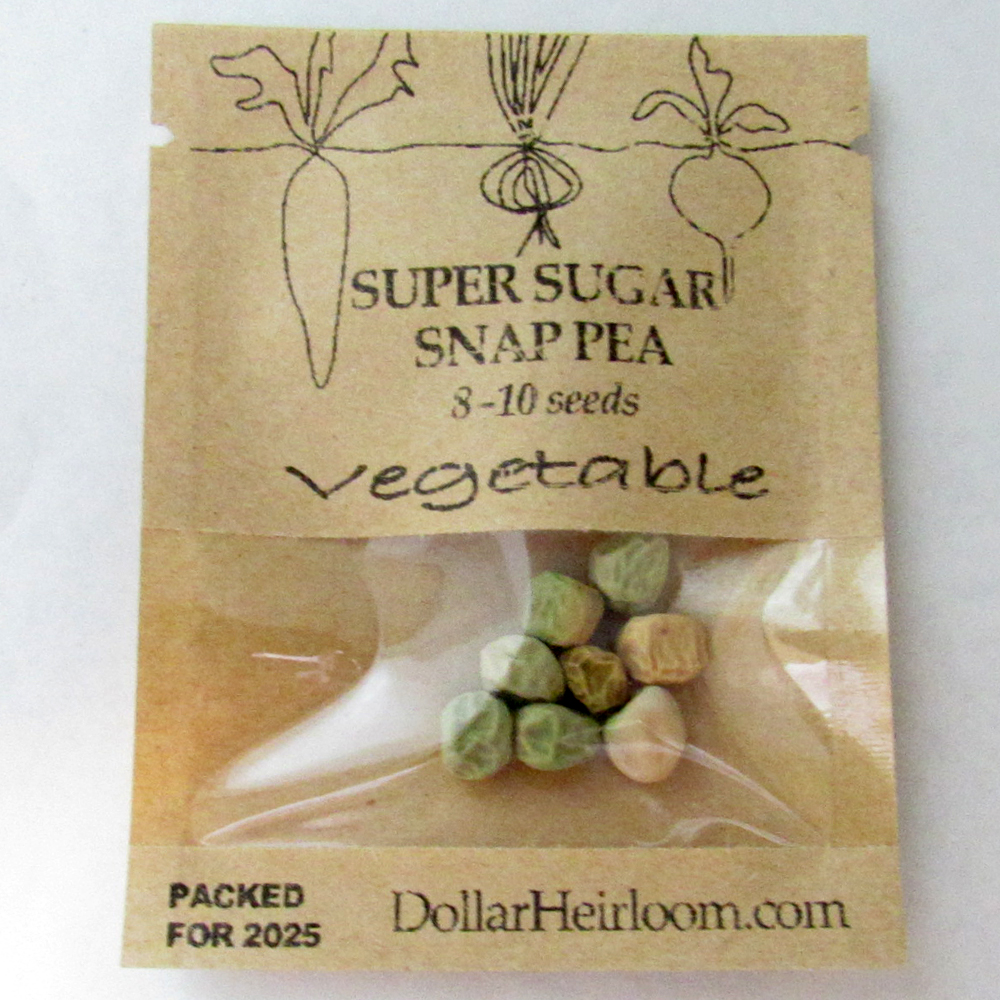 SUPER SUGAR
SNAP PEA
8-10 seeds
vegetable
PACKED
FOR 2025
DollarHeirloom.com